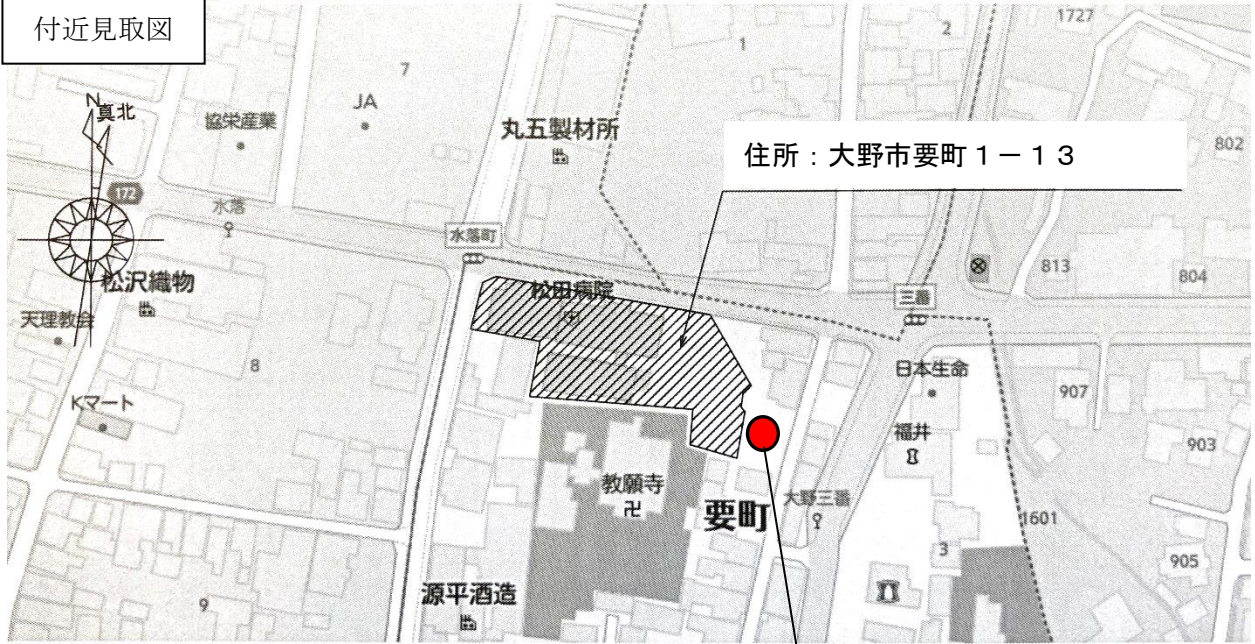 付近見取図
1727
2
1
7
JA
協栄産業
丸五製材所
住所：大野市要町１－１３
802
N
真北
172
水落
水落町
813
804
松田病院
三番
松沢織物
天理教会
日本生命
8
907
Kマート
福井
903
教願寺
卍
要町
大野三番
1601
3
905
源平酒造
9